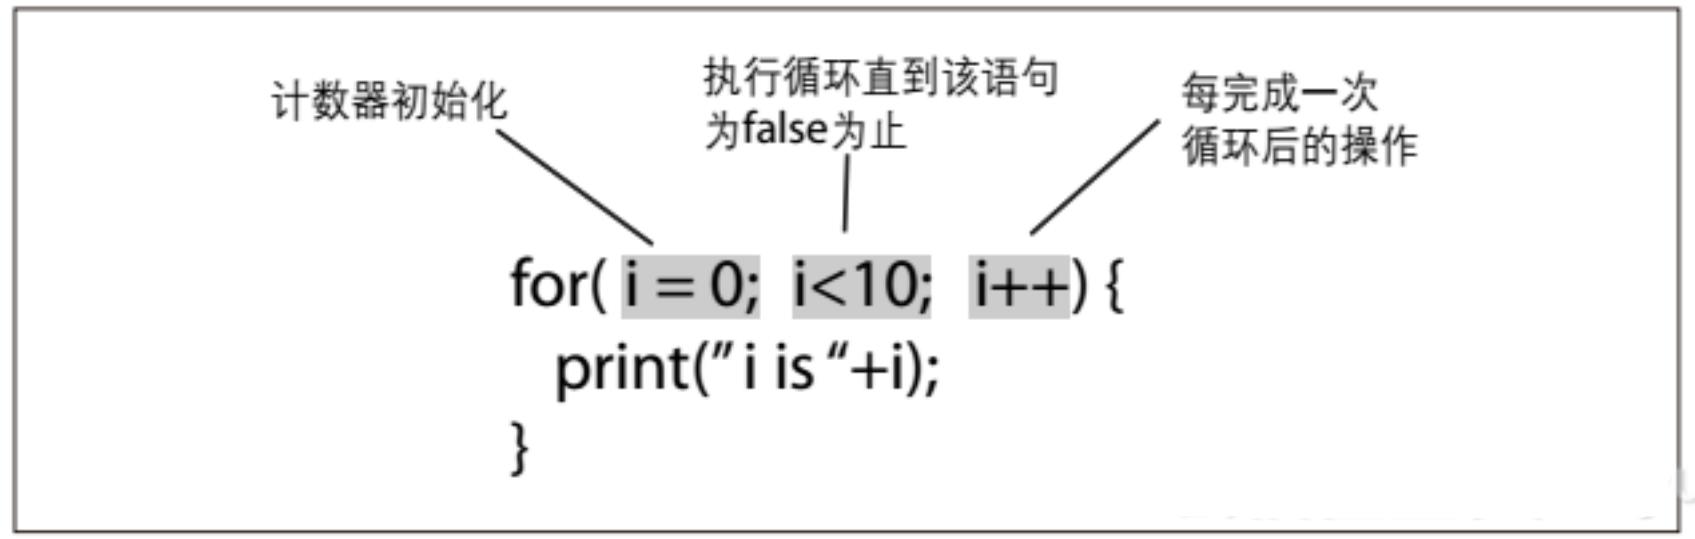 计数器初始化
执行循环直到该语句
为false为止
每完成一次
循环后的操作
for( i = 0; i<10; i++) {
print(” i is “+i);
}